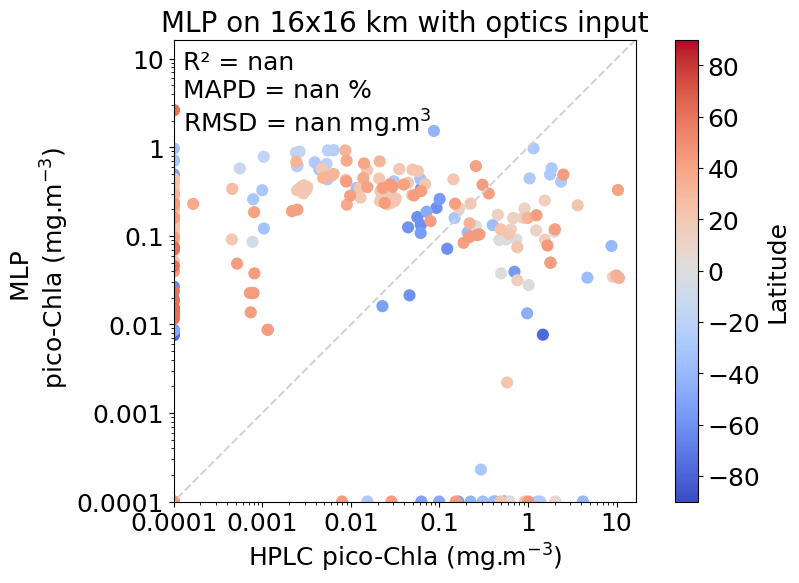 MLP on 16x16 km with optics input
R² = nan
MAPD = nan %
RMSD = nan mg.m³
MLP
pico-Chla (mg.m⁻³)
10
1
0.1
0.01
0.001
0.0001
0.0001
0.001
0.01
0.1
1
10
HPLC pico-Chla (mg.m⁻³)
80
60
40
20
0
−20
−40
−60
−80
Latitude